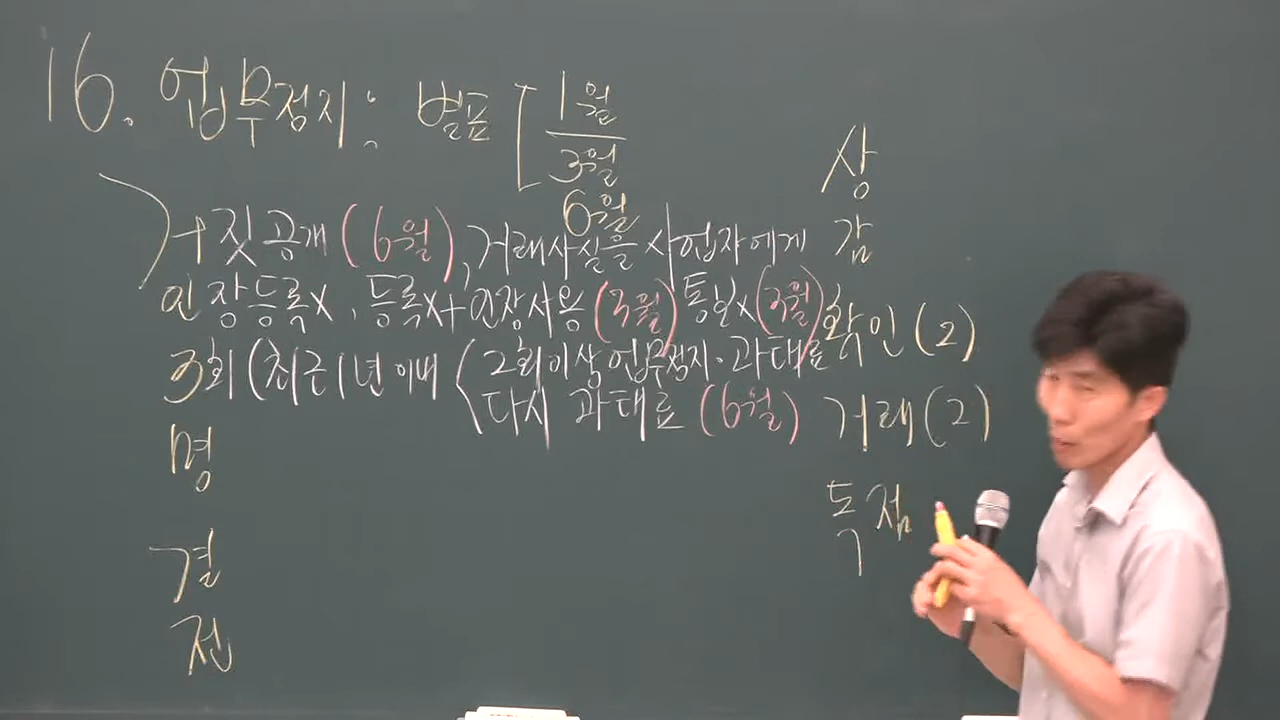 16. 업무정지: 별표 [ 1월
3월
6월
거짓공개(6월), 거래사실을 사업자에게
인장등록x, 등록x+인장사용(3월) 통보x(3월)
3회(최근1년 이내 < 2회이상 업무정지·과태료
다시 과태료 (6월)
명
결
전
상
감
확인(2)
거래(2)
독점